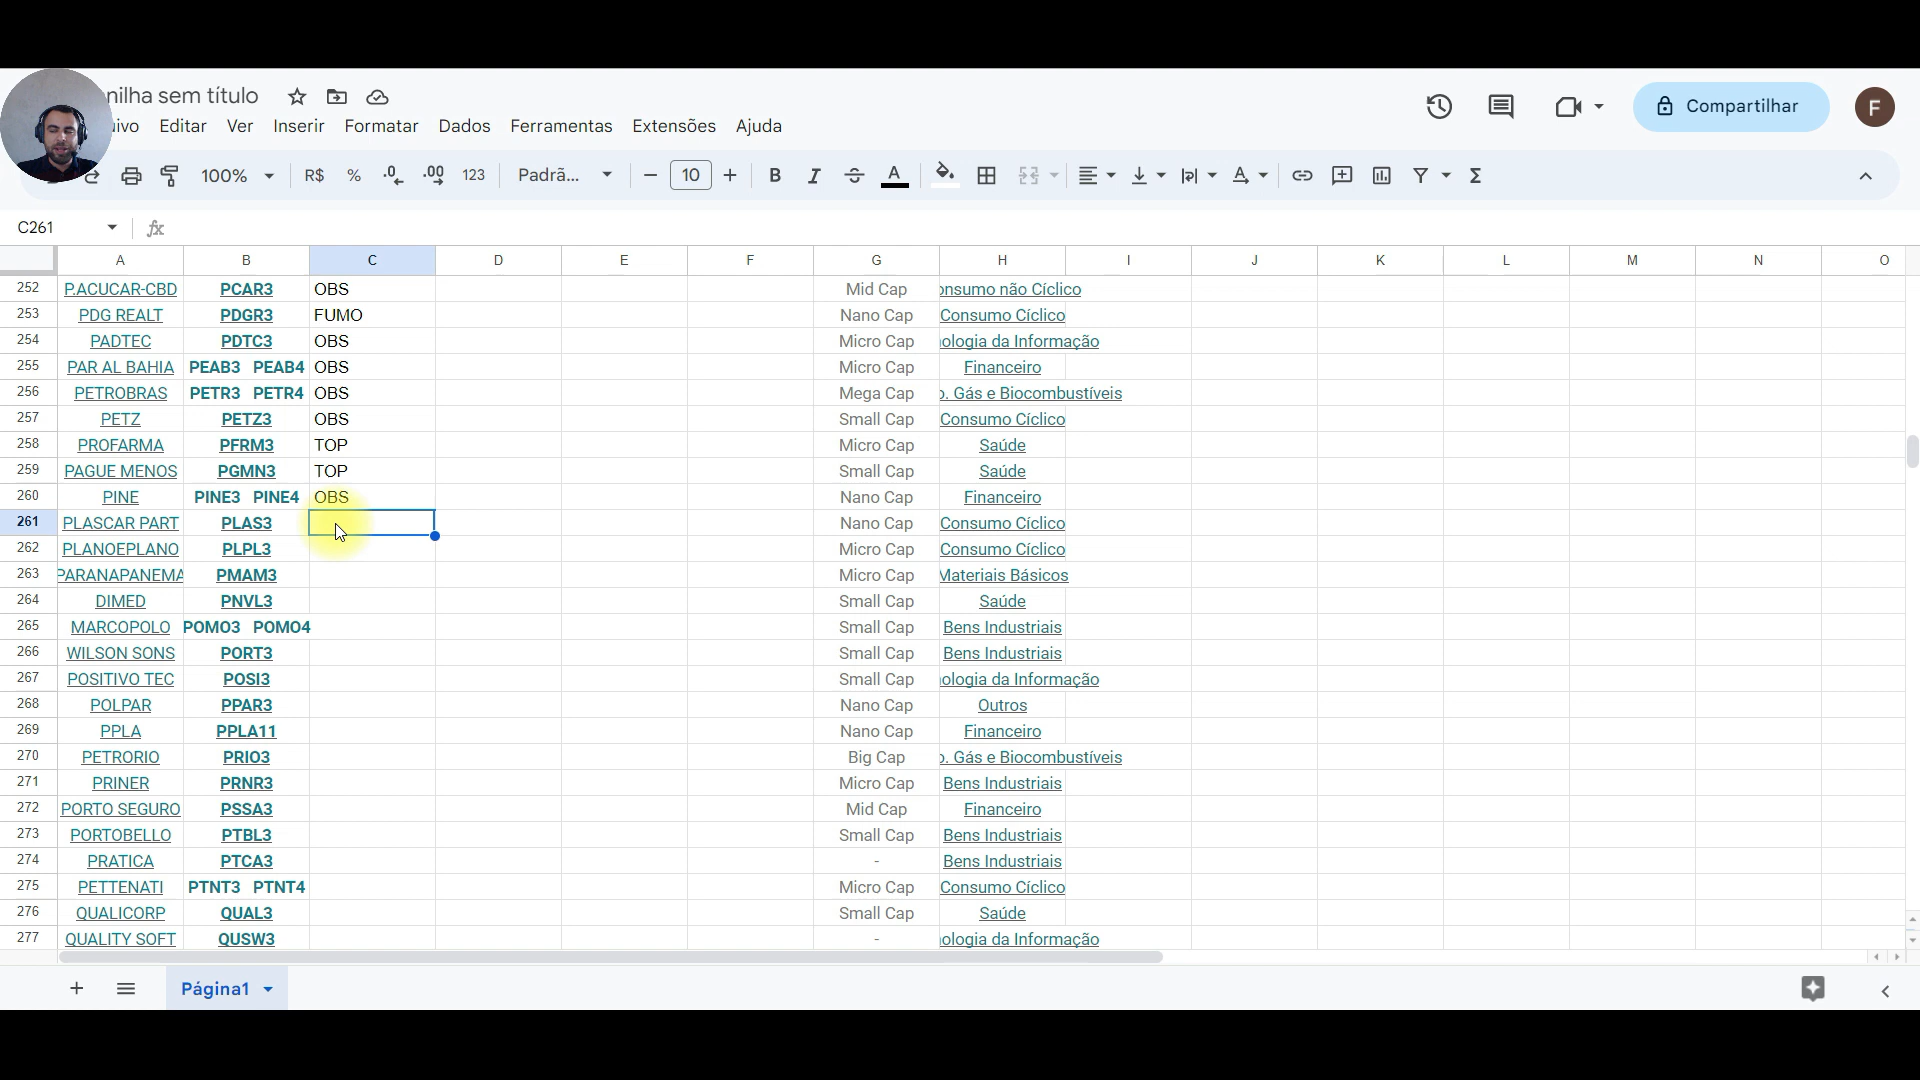 nilha sem título
ivo Editar Ver Inserir Formatar Dados Ferramentas Extensões Ajuda
Compartilhar
F
100% R$ % .0 .00 123 Padrã... 10 B I A
C261
A B C D E F G H I J K L M N O
252 P.ACUCAR-CBD PCAR3 OBS Mid Cap onsumo não Cíclico
253 PDG REALT PDGR3 FUMO Nano Cap Consumo Cíclico
254 PADTEC PDTC3 OBS Micro Cap ologia da Informação
255 PAR AL BAHIA PEAB3 PEAB4 OBS Micro Cap Financeiro
256 PETROBRAS PETR3 PETR4 OBS Mega Cap o. Gás e Biocombustíveis
257 PETZ PETZ3 OBS Small Cap Consumo Cíclico
258 PROFARMA PFRM3 TOP Micro Cap Saúde
259 PAGUE MENOS PGMN3 TOP Small Cap Saúde
260 PINE PINE3 PINE4 OBS Nano Cap Financeiro
261 PLASCAR PART PLAS3 Nano Cap Consumo Cíclico
262 PLANOEPLANO PLPL3 Micro Cap Consumo Cíclico
263 PARANAPANEMA PMAM3 Micro Cap Materiais Básicos
264 DIMED PNVL3 Small Cap Saúde
265 MARCOPOLO POMO3 POMO4 Small Cap Bens Industriais
266 WILSON SONS PORT3 Small Cap Bens Industriais
267 POSITIVO TEC POSI3 Small Cap ologia da Informação
268 POLPAR PPAR3 Nano Cap Outros
269 PPLA PPLA11 Nano Cap Financeiro
270 PETRORIO PRIO3 Big Cap o. Gás e Biocombustíveis
271 PRINER PRNR3 Micro Cap Bens Industriais
272 PORTO SEGURO PSSA3 Mid Cap Financeiro
273 PORTOBELLO PTBL3 Small Cap Bens Industriais
274 PRATICA PTCA3 - Bens Industriais
275 PETTENATI PTNT3 PTNT4 Micro Cap Consumo Cíclico
276 QUALICORP QUAL3 Small Cap Saúde
277 QUALITY SOFT QUSW3 - ologia da Informação
Página1